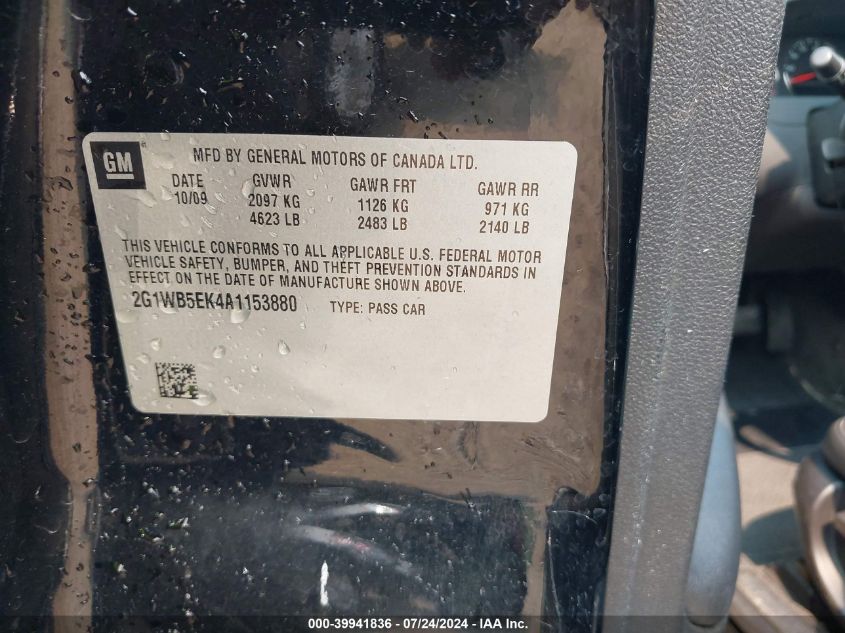 GM
MFD BY GENERAL MOTORS OF CANADA LTD.
DATE GVWR GAWR FRT GAWR RR
10/09 2097 KG 1126 KG 971 KG
4623 LB 2483 LB 2140 LB
THIS VEHICLE CONFORMS TO ALL APPLICABLE U.S. FEDERAL MOTOR
VEHICLE SAFETY, BUMPER, AND THEFT PREVENTION STANDARDS IN
EFFECT ON THE DATE OF MANUFACTURE SHOWN ABOVE.
2G1WB5EK4A1153880 TYPE: PASS CAR
000-39941836 - 07/24/2024 - IAA Inc.